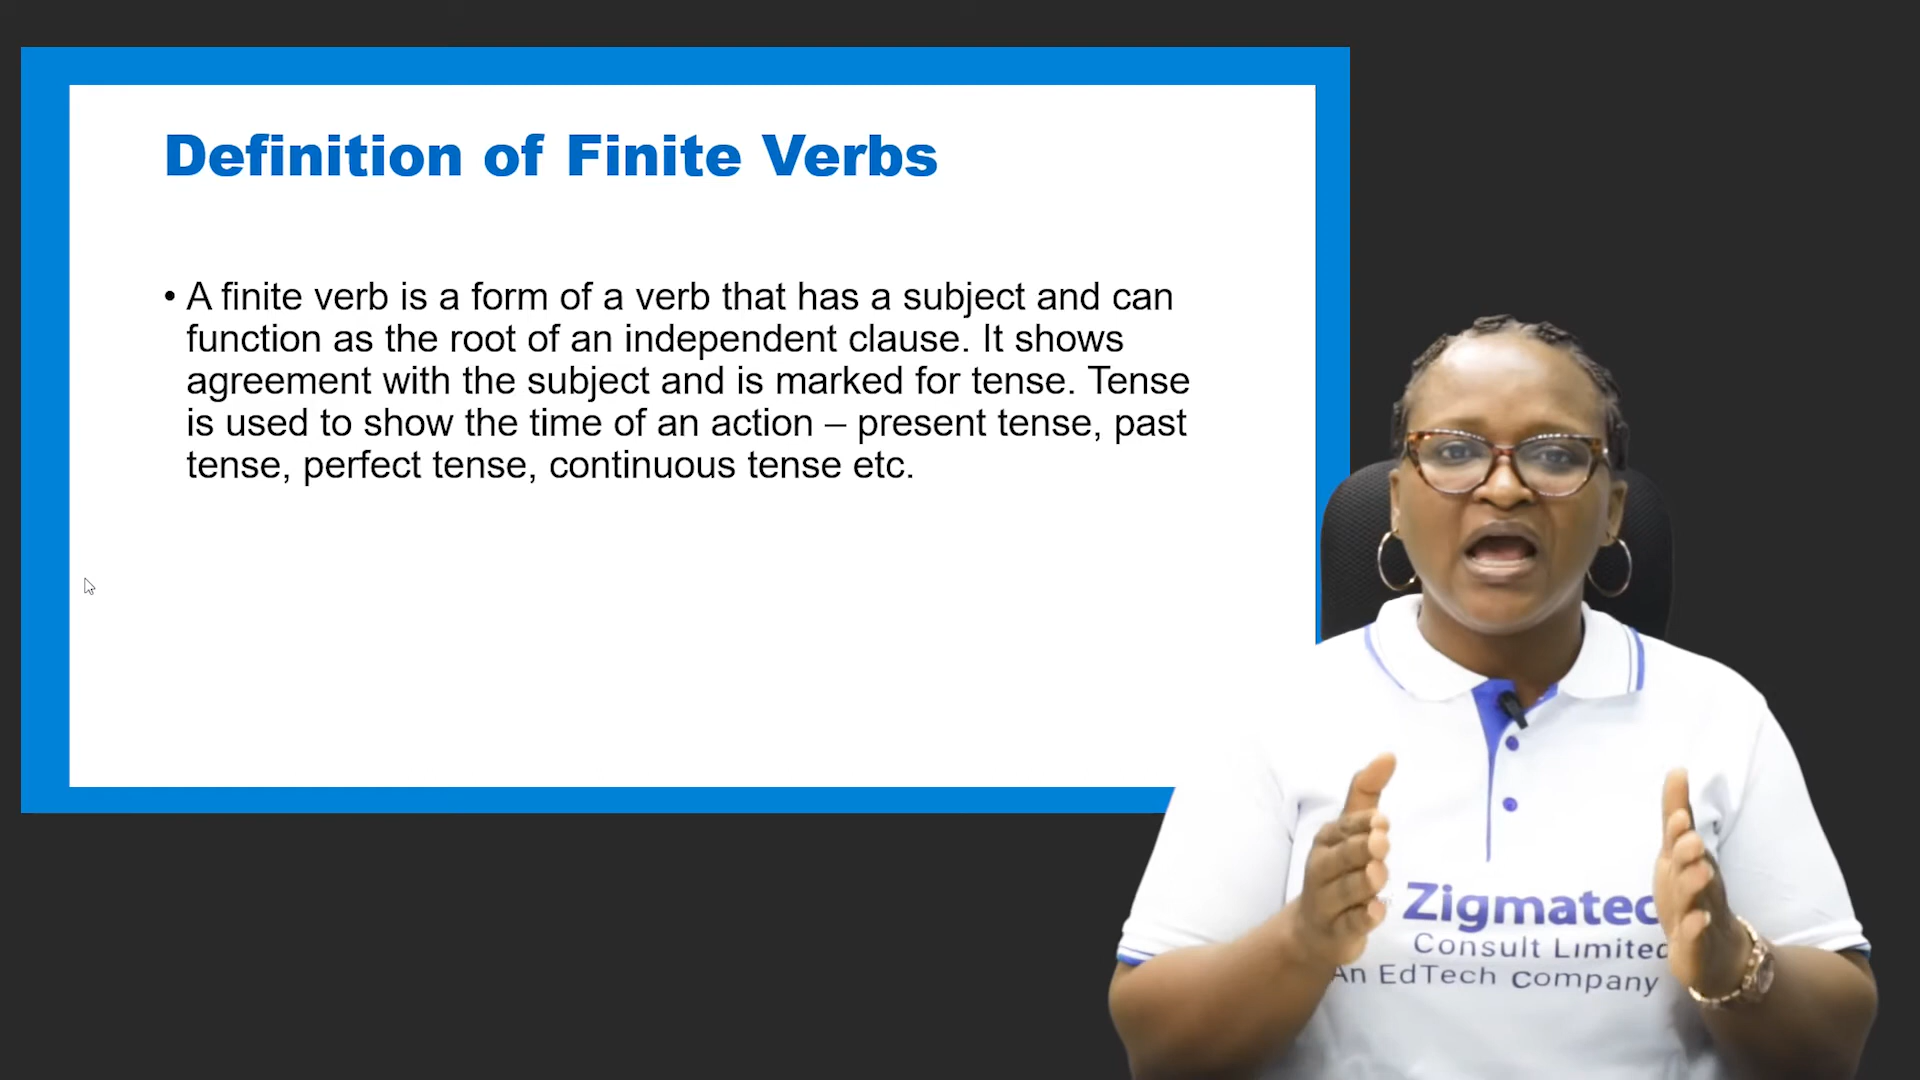 Definition of Finite Verbs
• A finite verb is a form of a verb that has a subject and can
function as the root of an independent clause. It shows
agreement with the subject and is marked for tense. Tense
is used to show the time of an action – present tense, past
tense, perfect tense, continuous tense etc.
Zigmatec
Consult Limited
An EdTech Company